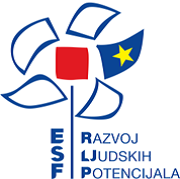 ESF
RAZVOJ
LJUDSKIH
POTENCIJALA